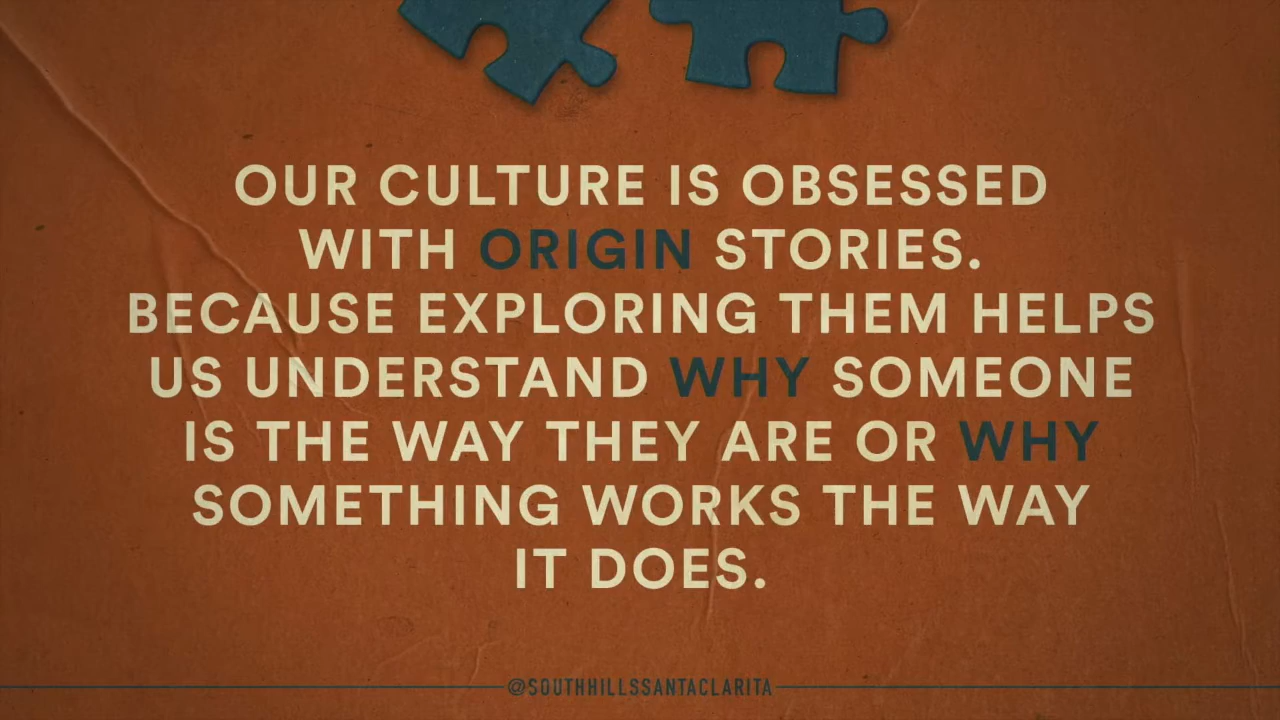 OUR CULTURE IS OBSESSED
WITH ORIGIN STORIES.
BECAUSE EXPLORING THEM HELPS
US UNDERSTAND WHY SOMEONE
IS THE WAY THEY ARE OR WHY
SOMETHING WORKS THE WAY
IT DOES.
@SOUTHHILLSSANTACLARITA